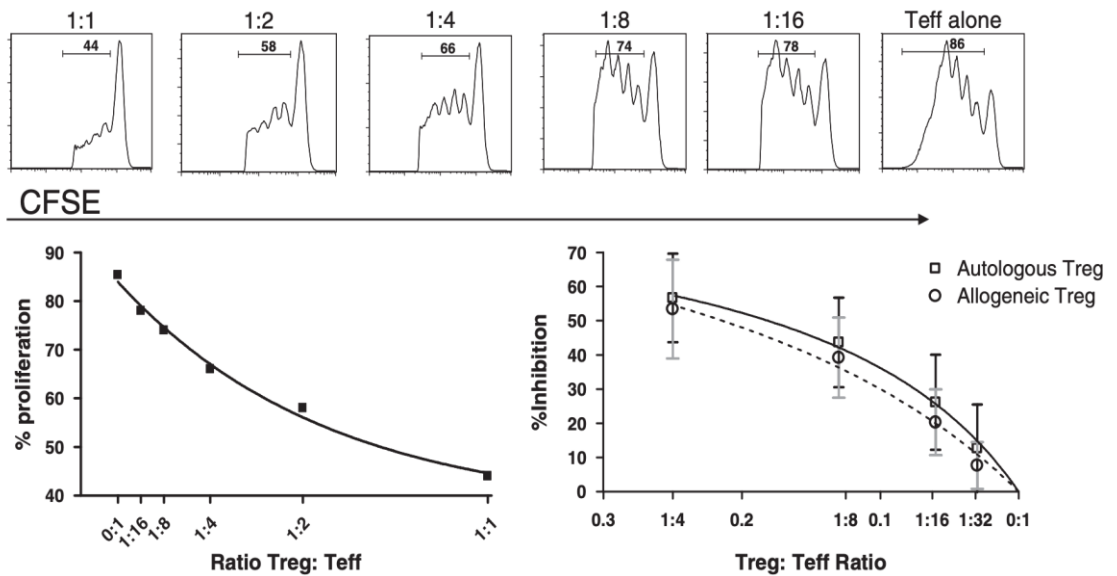 1:1 1:2 1:4 1:8 1:16 Teff alone
44 58 66 74 78 86
CFSE
90
80
70
60
50
40
% proliferation
0:1 1:16 1:8 1:4 1:2 1:1
Ratio Treg: Teff
70
60
50
40
30
20
10
0
%Inhibition
0.3 1:4 0.2 1:8 0.1 1:16 1:32 0:1
Treg: Teff Ratio
Autologous Treg
Allogeneic Treg